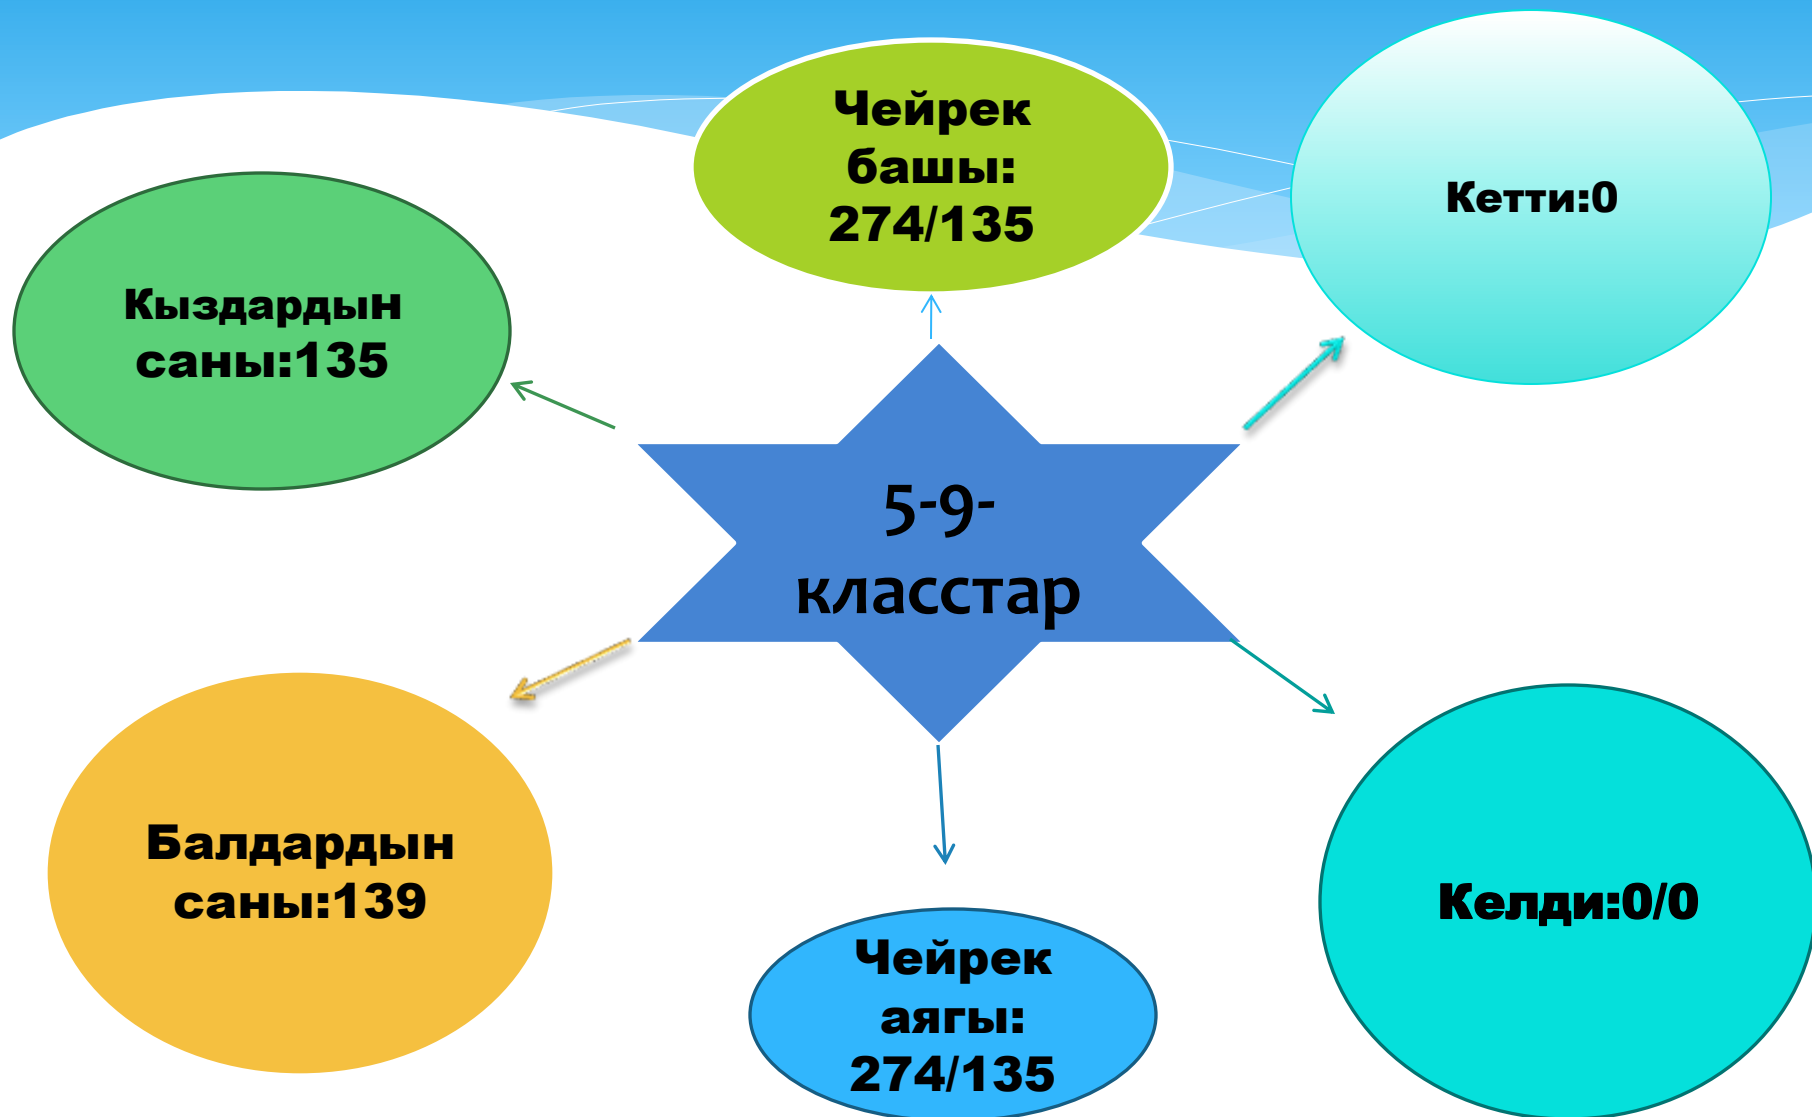 Чейрек
башы:
274/135
Кетти:0
Кыздардын
саны:135
5-9-
класстар
Балдардын
саны:139
Келди:0/0
Чейрек
аягы:
274/135